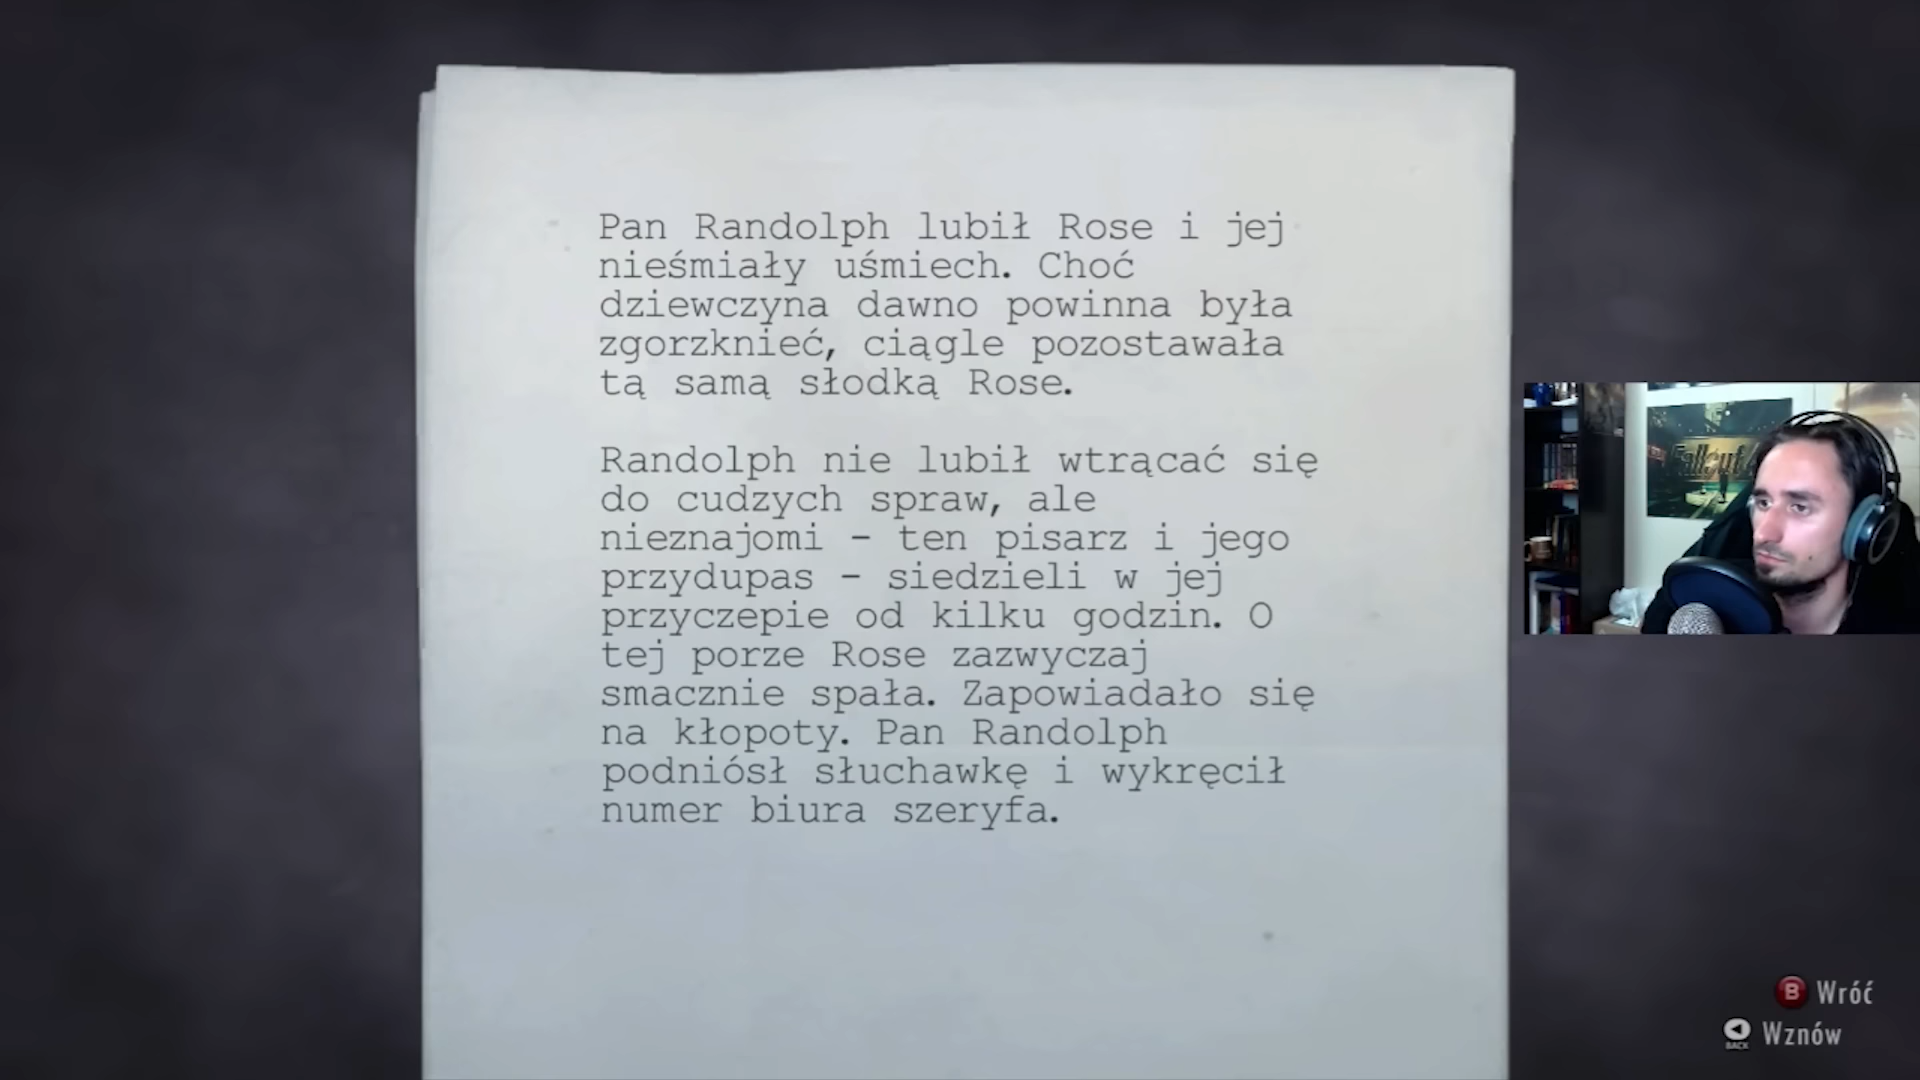 Pan Randolph lubił Rose i jej
nieśmiały uśmiech. Choć
dziewczyna dawno powinna była
zgorzknieć, ciągle pozostawała
tą samą słodką Rose.
Randolph nie lubił wtrącać się
do cudzych spraw, ale
nieznajomi - ten pisarz i jego
przydupas - siedzieli w jej
przyczepie od kilku godzin. O
tej porze Rose zazwyczaj
smacznie spała. Zapowiadało się
na kłopoty. Pan Randolph
podniósł słuchawkę i wykręcił
numer biura szeryfa.
Fallout
B Wróć
BACK Wznów